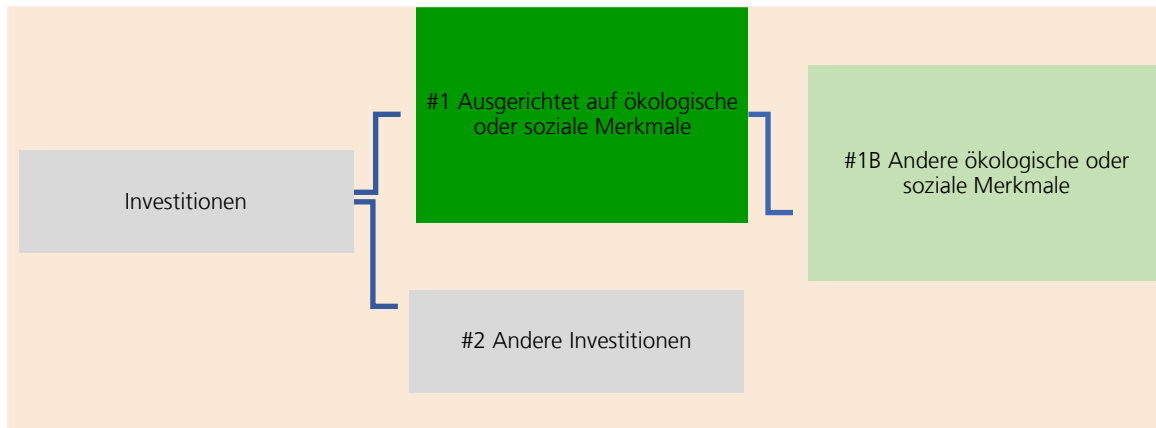 Investitionen
#1 Ausgerichtet auf ökologische
oder soziale Merkmale
#2 Andere Investitionen
#1B Andere ökologische oder
soziale Merkmale